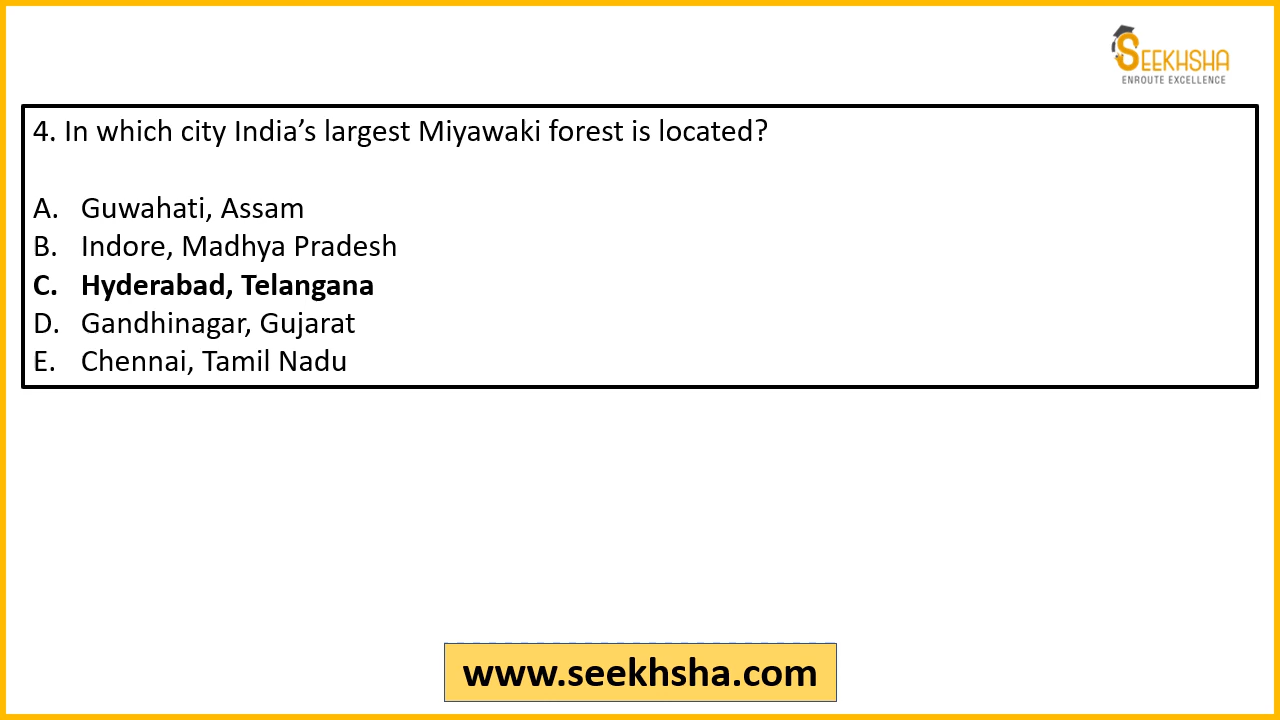 SEEKHSHA
ENROUTE EXCELLENCE
4. In which city India’s largest Miyawaki forest is located?
A. Guwahati, Assam
B. Indore, Madhya Pradesh
C. Hyderabad, Telangana
D. Gandhinagar, Gujarat
E. Chennai, Tamil Nadu
www.seekhsha.com